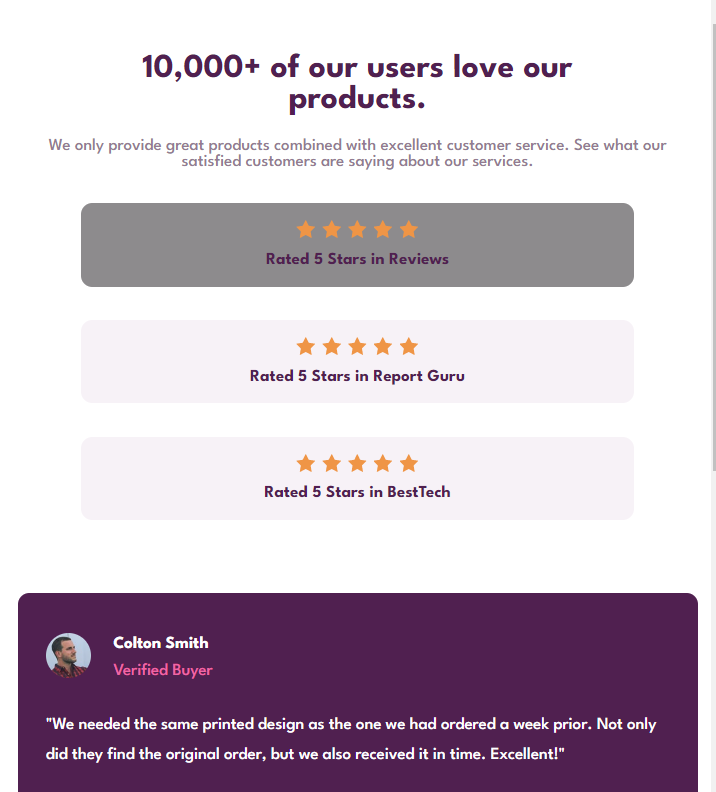 10,000+ of our users love our
products.
We only provide great products combined with excellent customer service. See what our
satisfied customers are saying about our services.
Rated 5 Stars in Reviews
Rated 5 Stars in Report Guru
Rated 5 Stars in BestTech
Colton Smith
Verified Buyer
"We needed the same printed design as the one we had ordered a week prior. Not only
did they find the original order, but we also received it in time. Excellent!"